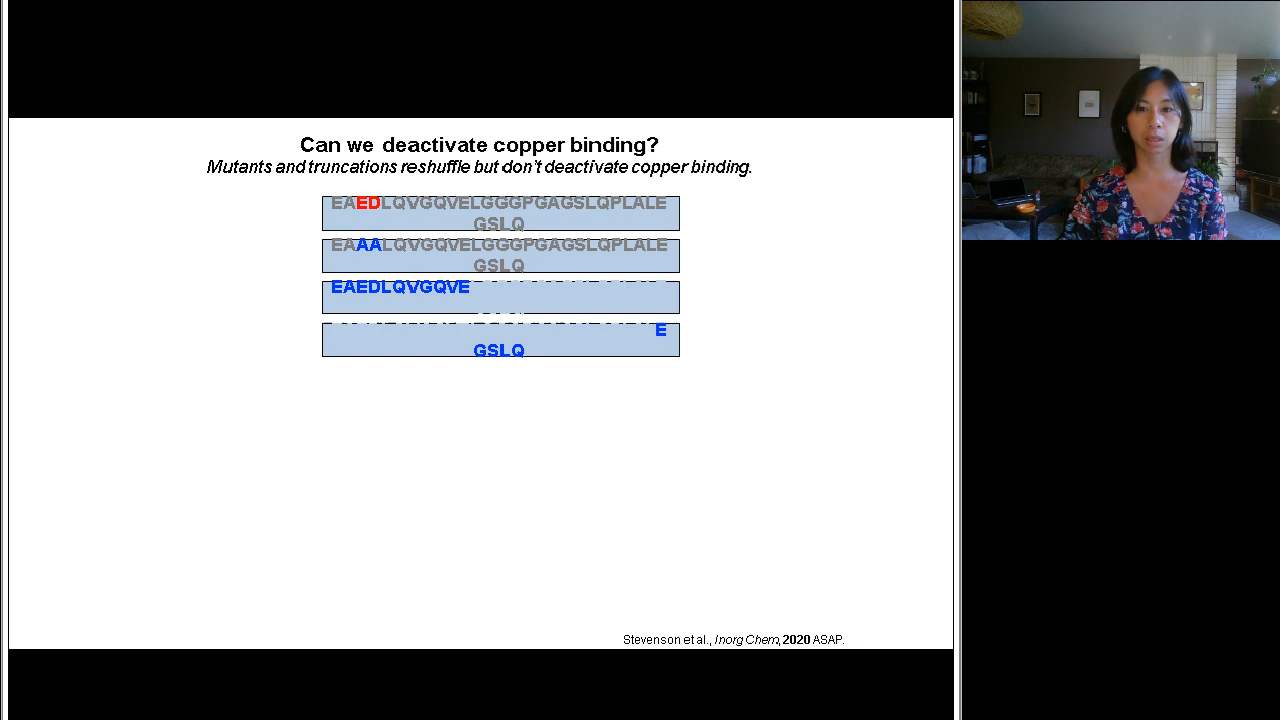 Can we deactivate copper binding?
Mutants and truncations reshuffle but don't deactivate copper binding.
EAEDLQVGQVELGGGPGAGSLQPLALE
GSLQ
EAAALQVGQVELGGGPGAGSLQPLALE
GSLQ
EAEDLQVGQVE
E
GSLQ
Stevenson et al., Inorg Chem, 2020 ASAP.